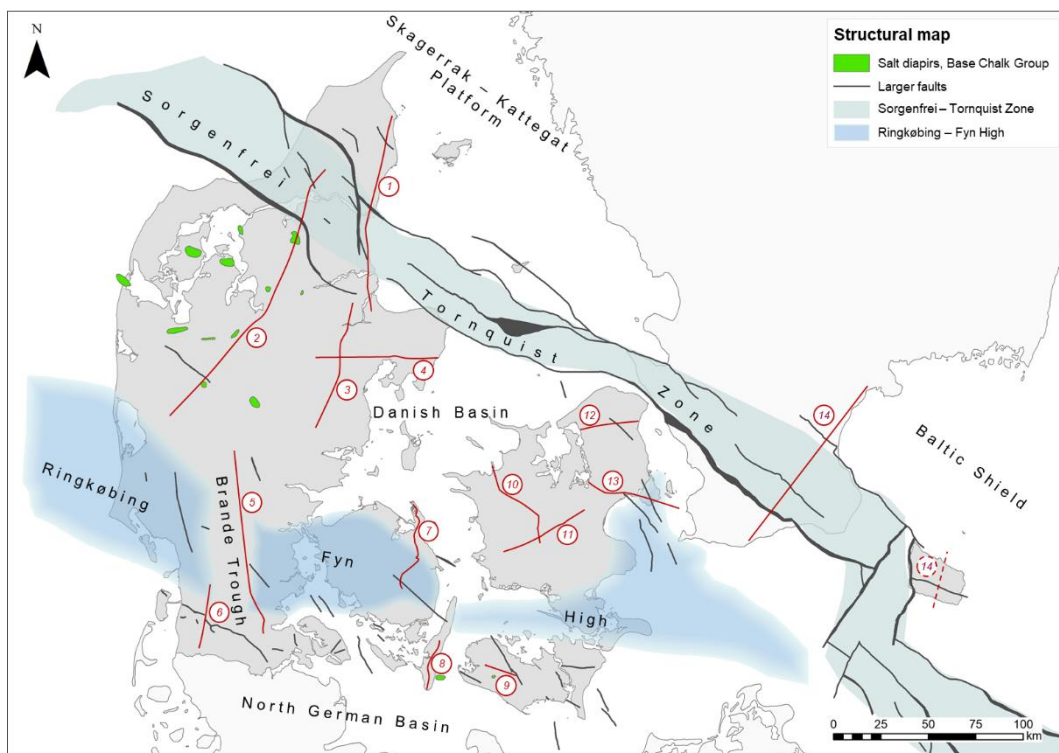 N
Skagerrak – Kattegat
Platform
Structural map
Salt diapirs, Base Chalk Group
Larger faults
Sorgenfrei – Tornquist Zone
Ringkøbing – Fyn High
Sorgenfrei
1
2
Tornquist
3
4
Zone
14
12
Danish Basin
Baltic Shield
Ringkøbing
Brande Trough
5
10
13
11
7
Fyn
14
6
High
8
9
North German Basin
0 25 50 75 100
km